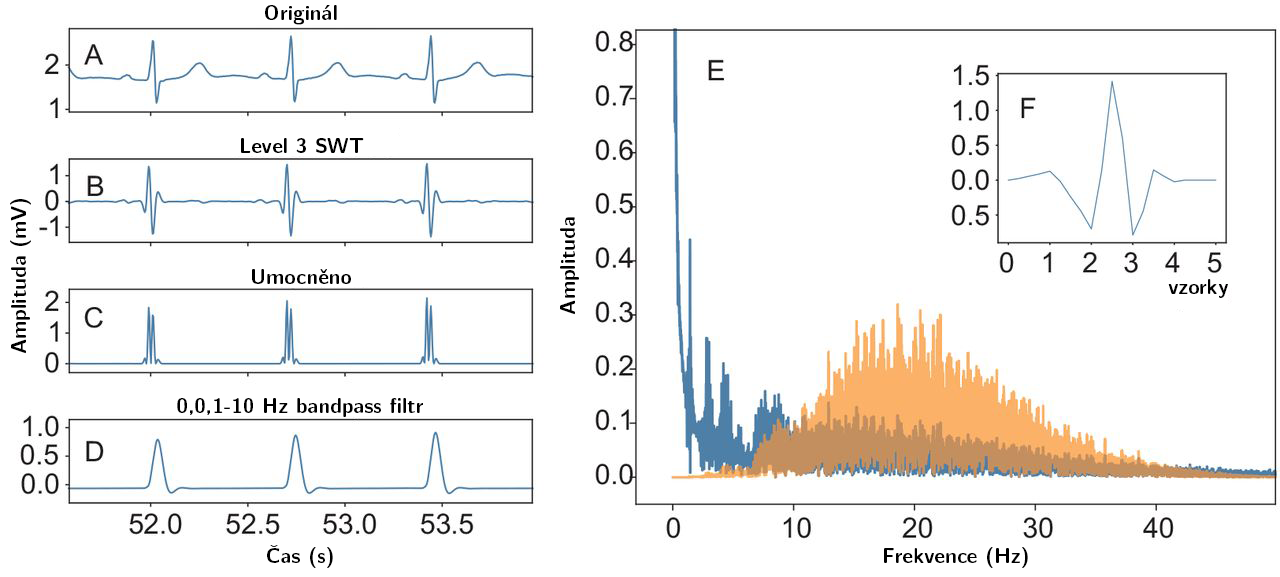 Originál
A
2
1
Level 3 SWT
B
1
0
-1
Amplituda (mV)
Umocněno
C
2
1
0
0,0,1-10 Hz bandpass filtr
D
1.0
0.5
0.0
52.0 52.5 53.0 53.5
Čas (s)
E
0.8
0.7
0.6
0.5
0.4
0.3
0.2
0.1
0.0
Amplituda
0 10 20 30 40
Frekvence (Hz)
F
1.5
1.0
0.5
0.0
0.5
0 1 2 3 4 5
vzorky